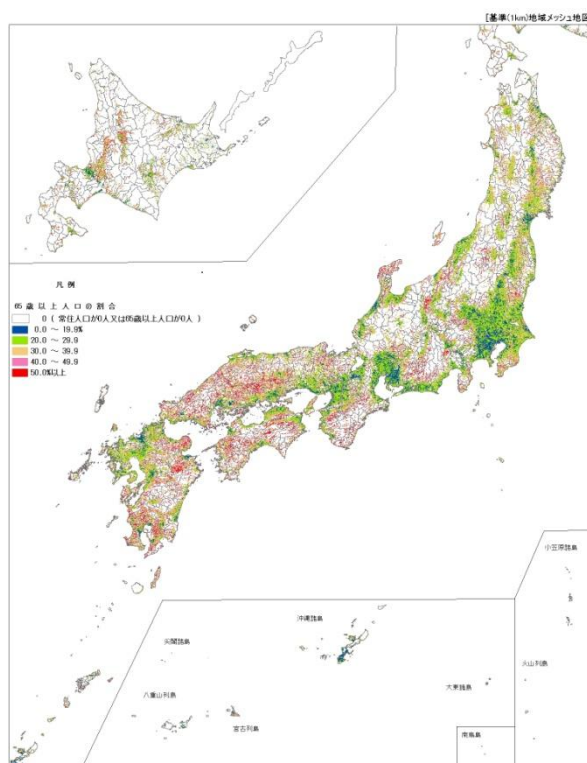 [基準(1km)地域メッシュ地図
凡 例
65 歳 以 上 人 口 の 割 合
0 ( 常住人口が0人又は65歳以上人口が0人 )
0.0 ～ 19.9%
20.0 ～ 29.9
30.0 ～ 39.9
40.0 ～ 49.9
50.0%以上
小笠原諸島
沖縄諸島
尖閣諸島
火山列島
大東諸島
八重山列島
宮古列島
南鳥島